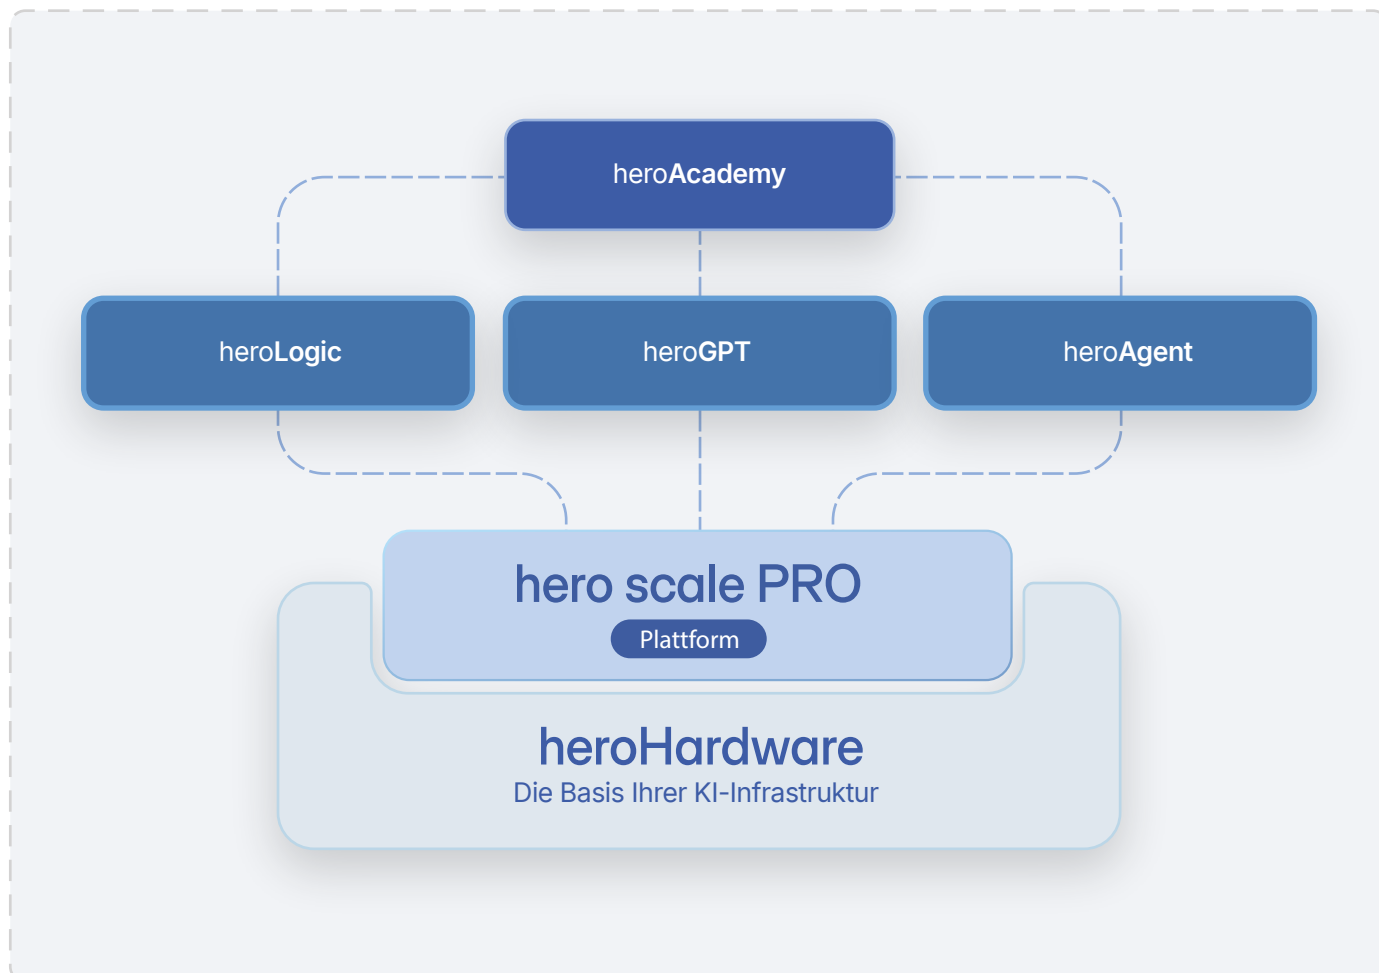 heroAcademy
heroLogic
heroGPT
heroAgent
hero scale PRO
Plattform
heroHardware
Die Basis Ihrer KI-Infrastruktur